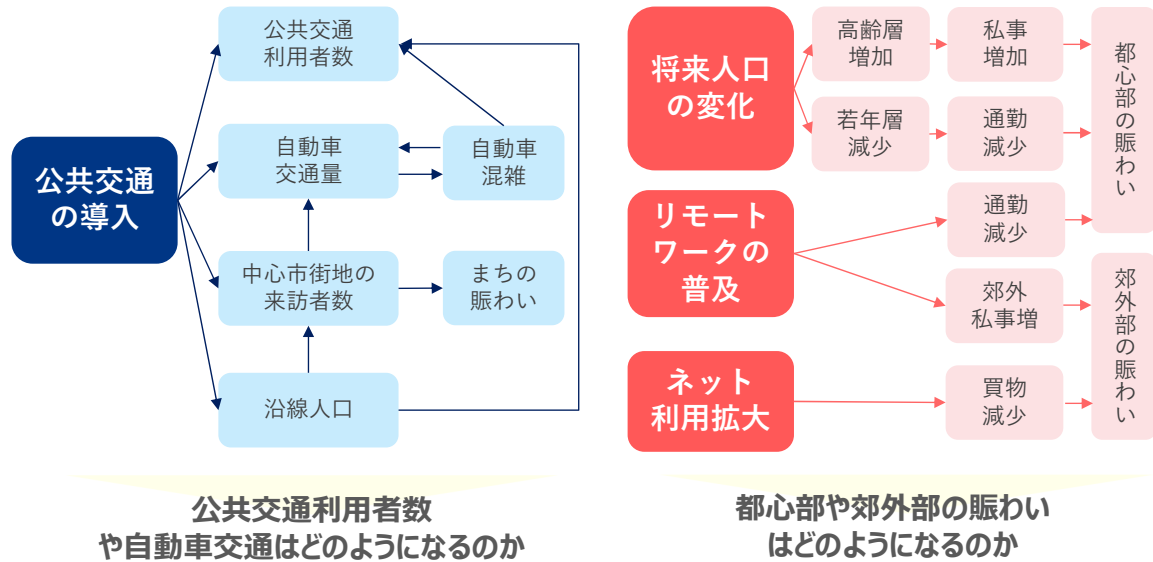 公共交通
の導入
公共交通
利用者数
自動車
交通量
自動車
混雑
中心市街地の
来訪者数
まちの
賑わい
沿線人口
公共交通利用者数
や自動車交通はどのようになるのか
将来人口
の変化
高齢層
増加
私事
増加
若年層
減少
通勤
減少
都心部の賑わい
リモート
ワークの
普及
通勤
減少
郊外
私事増
郊外部の賑わい
ネット
利用拡大
買物
減少
都心部や郊外部の賑わい
はどのようになるのか